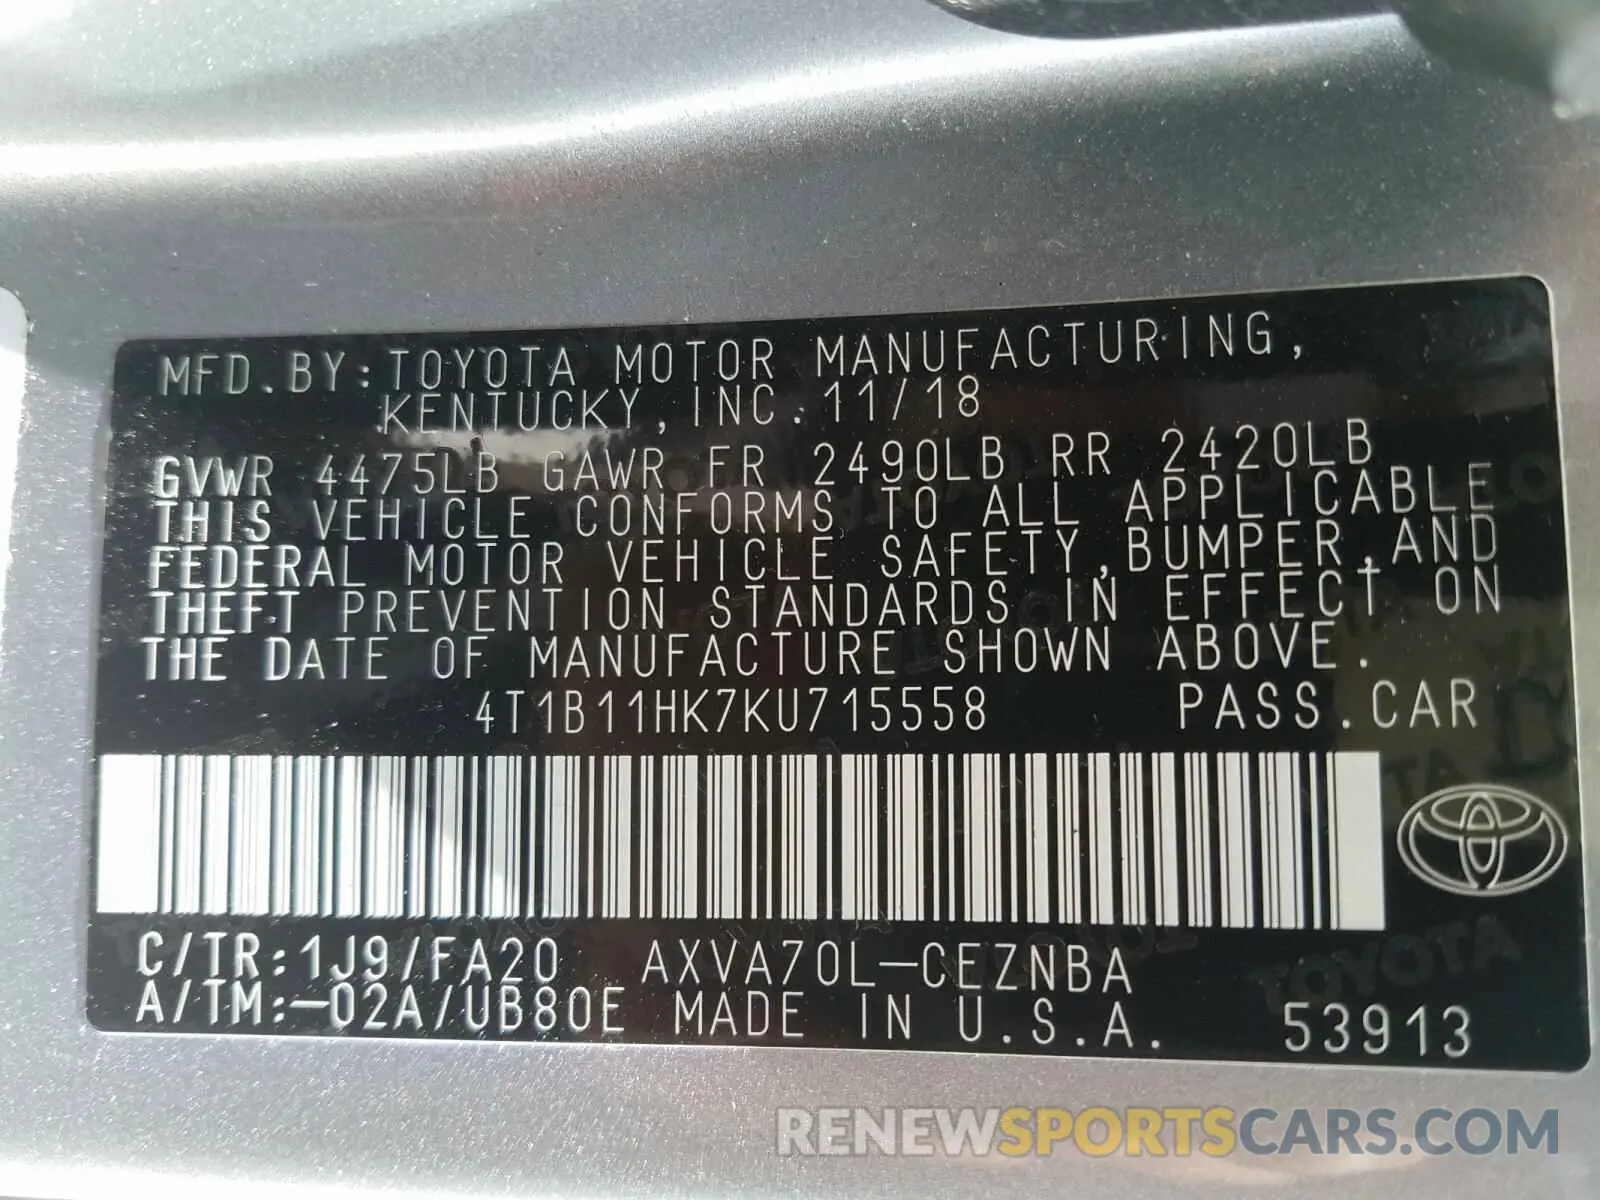 MFD.BY:TOYOTA MOTOR MANUFACTURING,
KENTUCKY,INC. 11/18
GVWR 4475LB GAWR FR 2490LB RR 2420LB
THIS VEHICLE CONFORMS TO ALL APPLICABLE
FEDERAL MOTOR VEHICLE SAFETY,BUMPER,AND
THEFT PREVENTION STANDARDS IN EFFECT ON
THE DATE OF MANUFACTURE SHOWN ABOVE.
4T1B11HK7KU715558 PASS.CAR
C/TR:1J9/FA20 AXVA70L-CEZNBA
A/TM:-02A/UB80E MADE IN U.S.A. 53913
TOYOTA
RENEWSPORTSCARS.COM